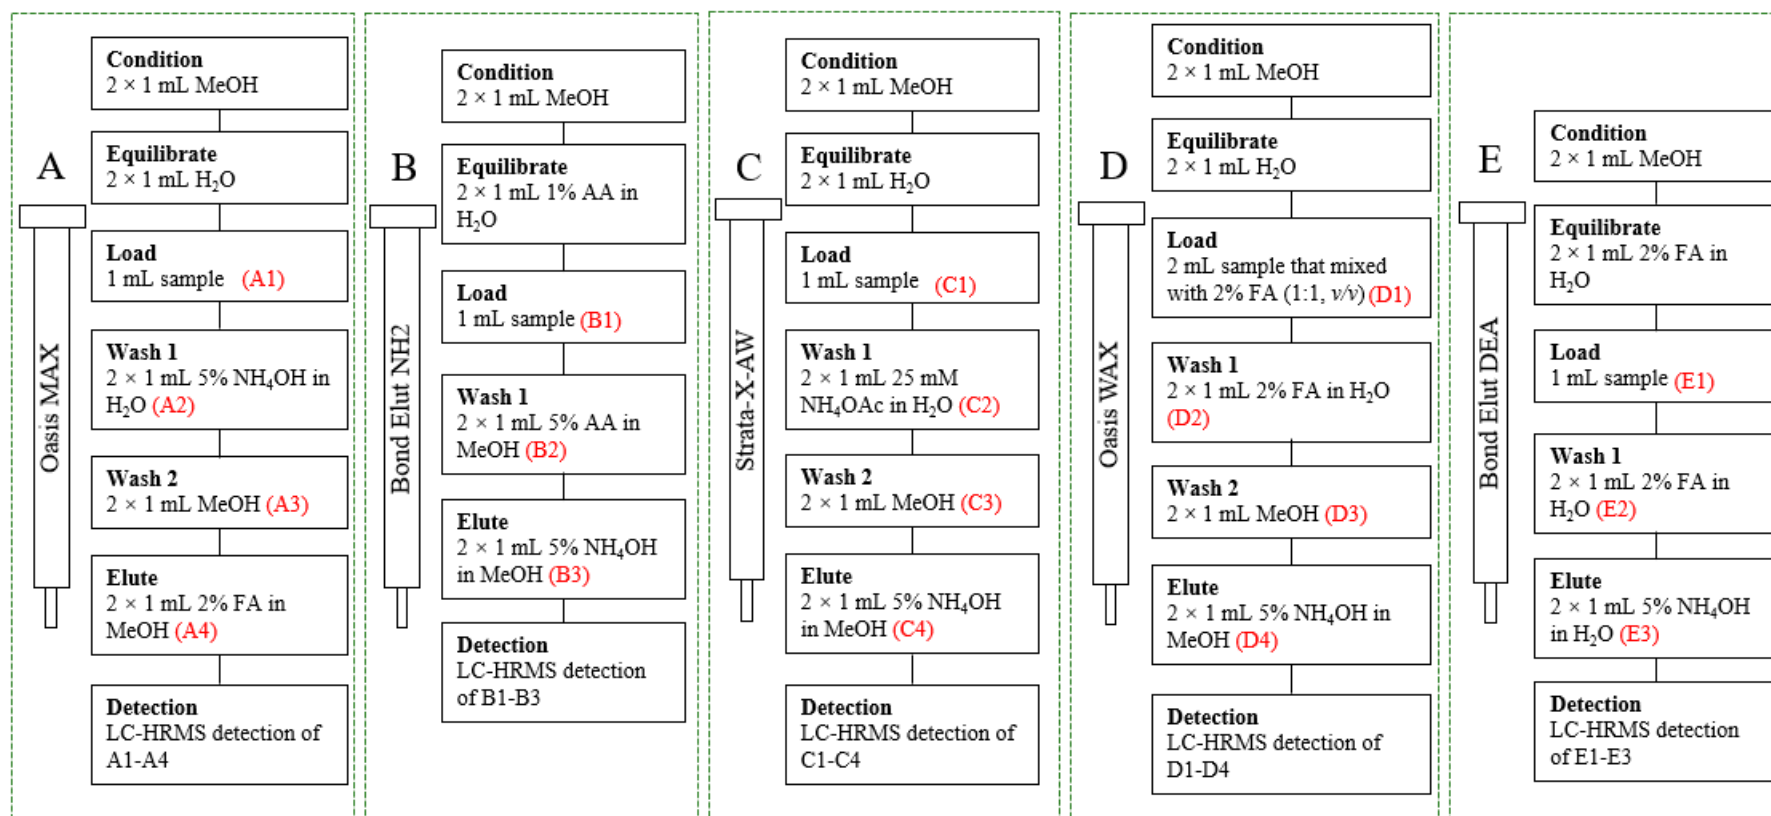 A
Oasis MAX
Condition
2 × 1 mL MeOH
Equilibrate
2 × 1 mL H₂O
Load
1 mL sample (A1)
Wash 1
2 × 1 mL 5% NH₄OH in
H₂O (A2)
Wash 2
2 × 1 mL MeOH (A3)
Elute
2 × 1 mL 2% FA in
MeOH (A4)
Detection
LC-HRMS detection of
A1-A4
B
Bond Elut NH2
Condition
2 × 1 mL MeOH
Equilibrate
2 × 1 mL 1% AA in
H₂O
Load
1 mL sample (B1)
Wash 1
2 × 1 mL 5% AA in
MeOH (B2)
Elute
2 × 1 mL 5% NH₄OH
in MeOH (B3)
Detection
LC-HRMS detection
of B1-B3
C
Strata-X-AW
Condition
2 × 1 mL MeOH
Equilibrate
2 × 1 mL H₂O
Load
1 mL sample (C1)
Wash 1
2 × 1 mL 25 mM
NH₄OAc in H₂O (C2)
Wash 2
2 × 1 mL MeOH (C3)
Elute
2 × 1 mL 5% NH₄OH
in MeOH (C4)
Detection
LC-HRMS detection of
C1-C4
D
Oasis WAX
Condition
2 × 1 mL MeOH
Equilibrate
2 × 1 mL H₂O
Load
2 mL sample that mixed
with 2% FA (1:1, v/v) (D1)
Wash 1
2 × 1 mL 2% FA in H₂O
(D2)
Wash 2
2 × 1 mL MeOH (D3)
Elute
2 × 1 mL 5% NH₄OH in
MeOH (D4)
Detection
LC-HRMS detection of
D1-D4
E
Bond Elut DEA
Condition
2 × 1 mL MeOH
Equilibrate
2 × 1 mL 2% FA in
H₂O
Load
1 mL sample (E1)
Wash 1
2 × 1 mL 2% FA in
H₂O (E2)
Elute
2 × 1 mL 5% NH₄OH
in H₂O (E3)
Detection
LC-HRMS detection
of E1-E3